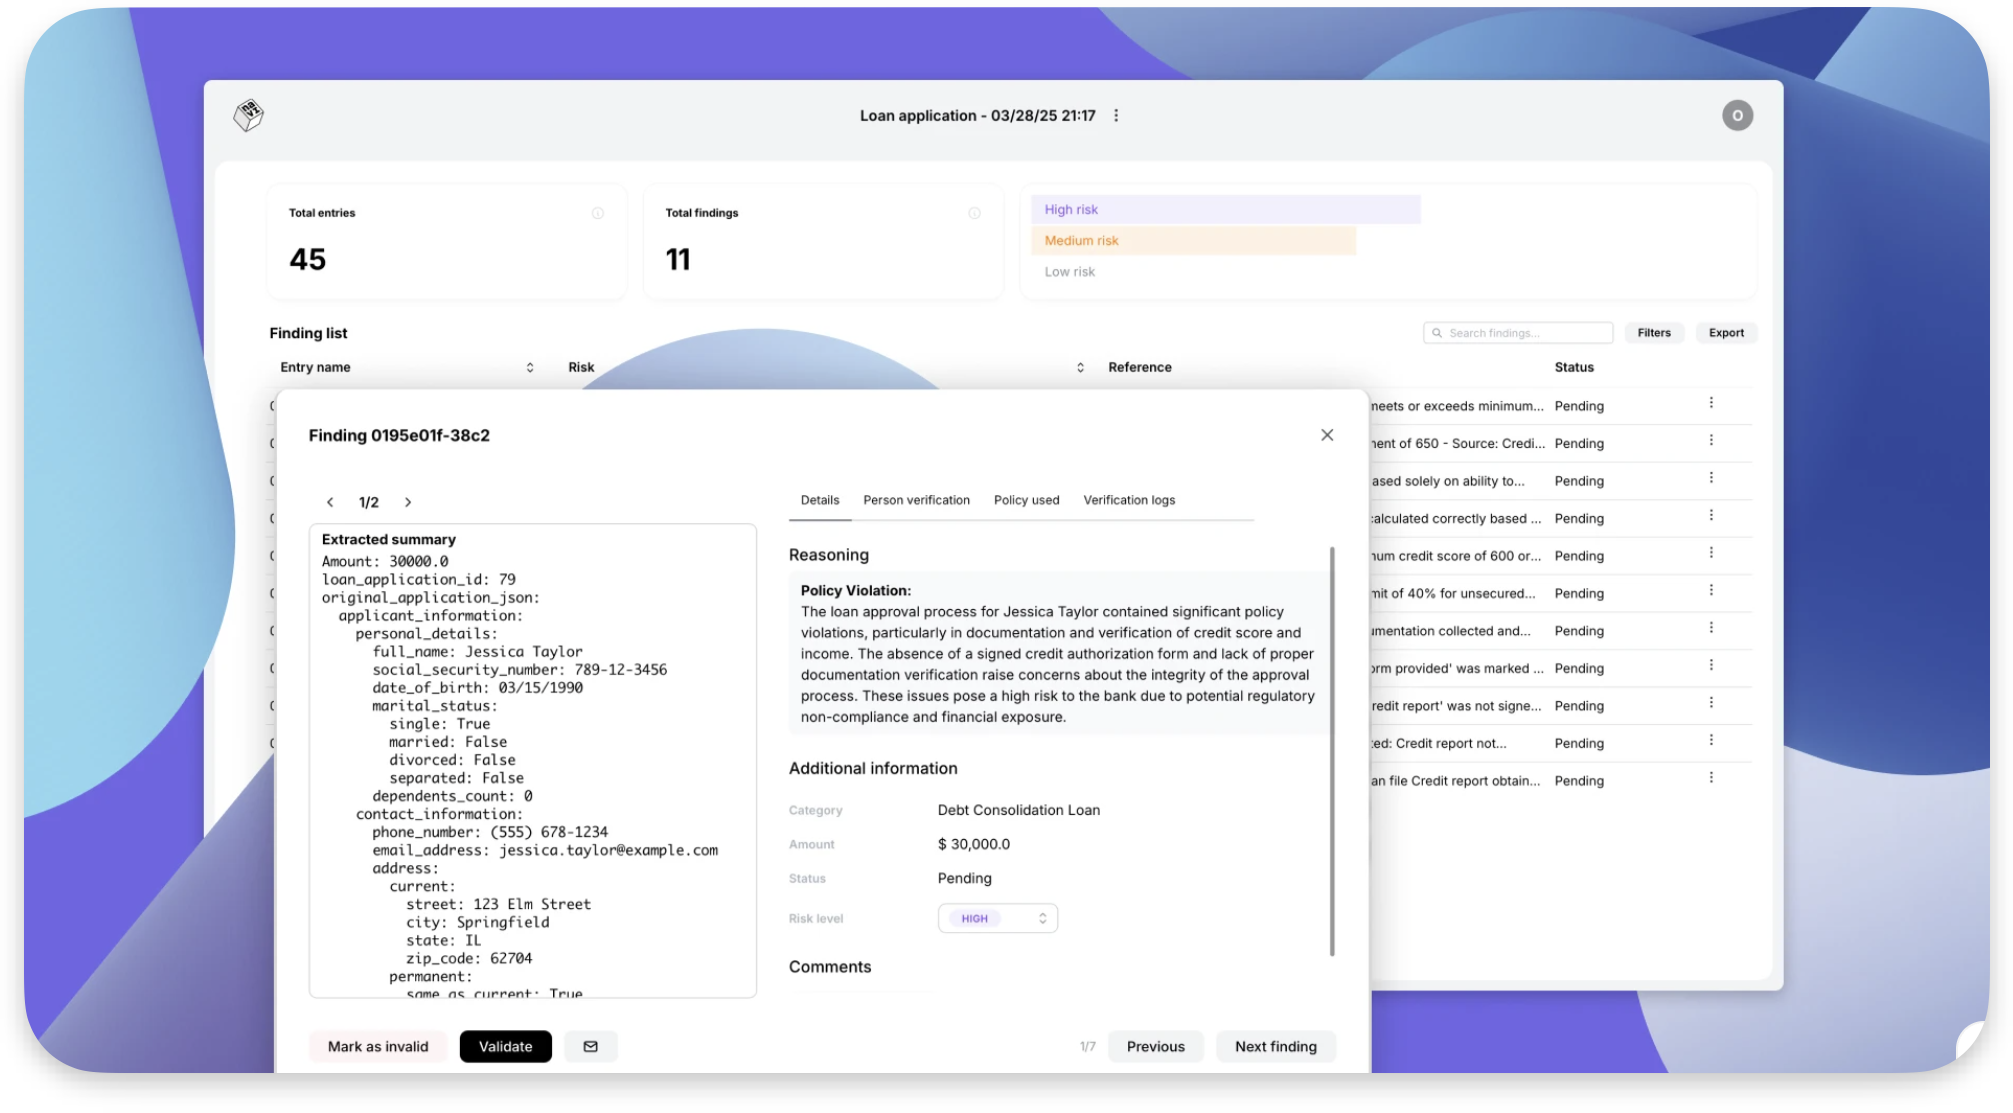 Loan application - 03/28/25 21:17
O
Total entries
45
Total findings
11
High risk
Medium risk
Low risk
Finding list
Search findings...
Filters
Export
Entry name
Risk
Reference
Status
meets or exceeds minimum... Pending
of 650 - Source: Credi... Pending
solely on ability to... Pending
calculated correctly based ... Pending
credit score of 600 or... Pending
of 40% for unsecured... Pending
collected and... Pending
provided' was marked ... Pending
report' was not signe... Pending
Credit report not... Pending
file Credit report obtain... Pending
Finding 0195e01f-38c2
1/2
Extracted summary
Amount: 30000.0
loan_application_id: 79
original_application_json:
applicant_information:
personal_details:
full_name: Jessica Taylor
social_security_number: 789-12-3456
date_of_birth: 03/15/1990
marital_status:
single: True
married: False
divorced: False
separated: False
dependents_count: 0
contact_information:
phone_number: (555) 678-1234
email_address: jessica.taylor@example.com
address:
current:
street: 123 Elm Street
city: Springfield
state: IL
zip_code: 62704
permanent:
same_as_current: True
Details
Person verification
Policy used
Verification logs
Reasoning
Policy Violation:
The loan approval process for Jessica Taylor contained significant policy
violations, particularly in documentation and verification of credit score and
income. The absence of a signed credit authorization form and lack of proper
documentation verification raise concerns about the integrity of the approval
process. These issues pose a high risk to the bank due to potential regulatory
non-compliance and financial exposure.
Additional information
Category Debt Consolidation Loan
Amount $ 30,000.0
Status Pending
Risk level HIGH
Comments
Mark as invalid
Validate
1/7
Previous
Next finding